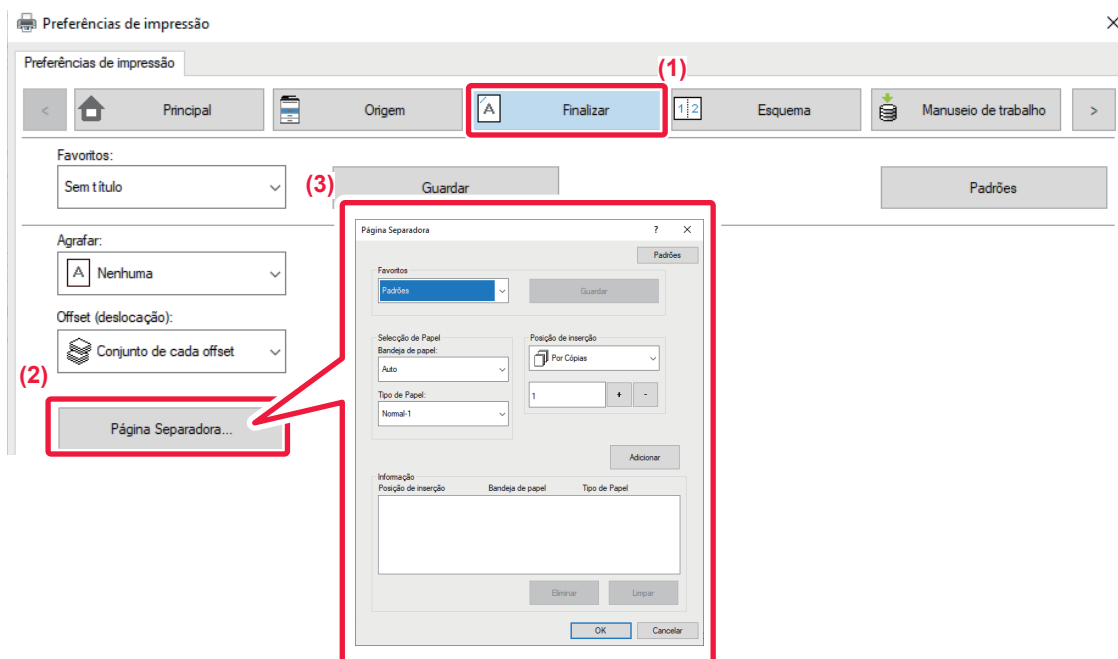 Preferências de impressão
Preferências de impressão
(1)
< Principal Origem Finalizar Esquema Manuseio de trabalho >
Favoritos:
Sem título
(3)
Guardar
Padrões
Agrafar:
Nenhuma
Offset (deslocação):
Conjunto de cada offset
(2)
Página Separadora...
Página Separadora ? ×
Padrões
Favoritos
Padrões
Guardar
Selecção de Papel
Bandeja de papel:
Auto
Tipo de Papel:
Normal-1
Posição de inserção
Por Cópias
1 + -
Adicionar
Informação
Posição de inserção Bandeja de papel Tipo de Papel
Eliminar Limpar
OK Cancelar